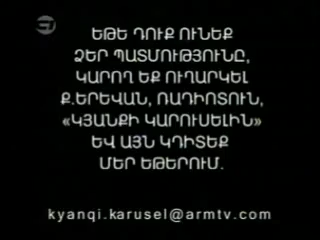 ԵԹԵ ԴՈՒՔ ՈՒՆԵՔ
ՁԵՐ ՊԱՏՄՈՒԹՅՈՒՆԸ,
ԿԱՐՈՂ ԵՔ ՈՒՂԱՐԿԵԼ
Ք.ԵՐԵՎԱՆ, ՌԱԴԻՈՏՈՒՆ,
«ԿՅԱՆՔԻ ԿԱՐՈՒՍԵԼԻՆ»
ԵՎ ԱՅՆ ԿԴԻՏԵՔ
ՄԵՐ ԵԹԵՐՈՒՄ.
kyanqi.karusel@armtv.com